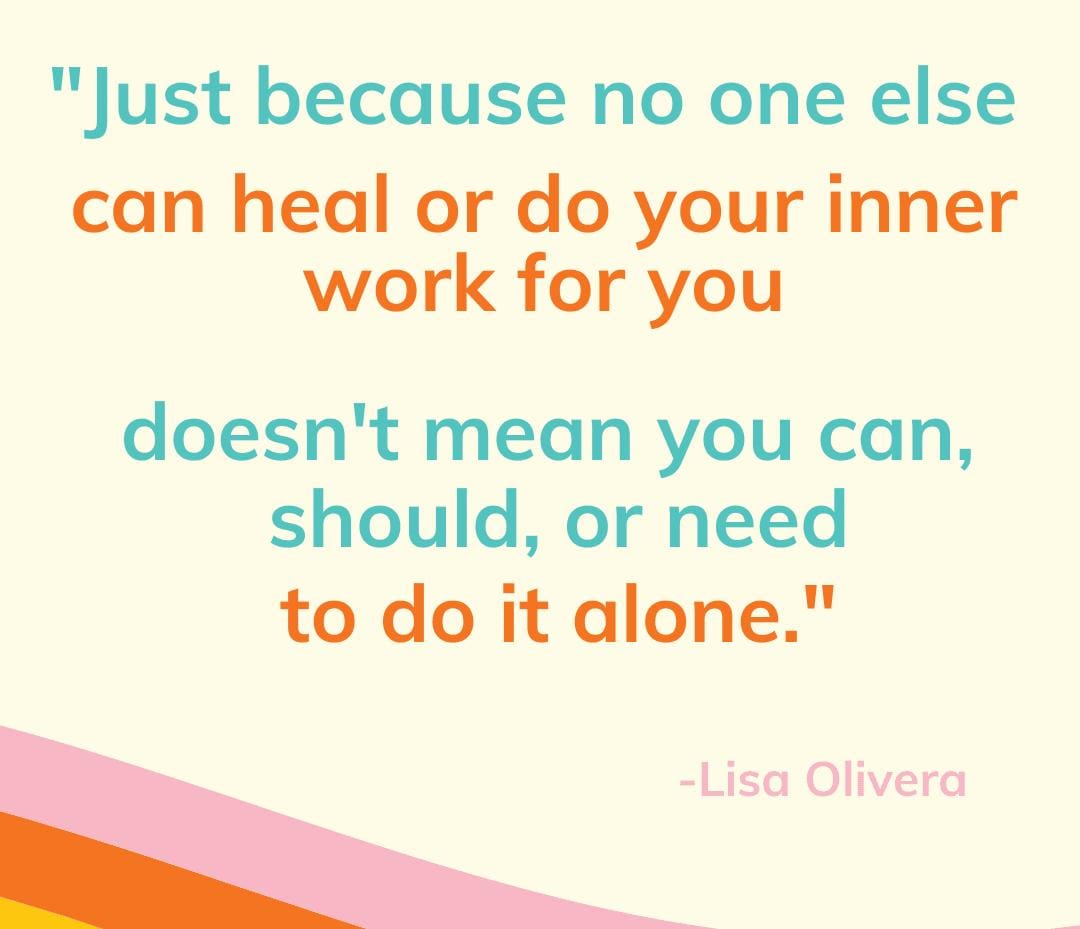 "Just because no one else
can heal or do your inner
work for you
doesn't mean you can,
should, or need
to do it alone."
-Lisa Olivera